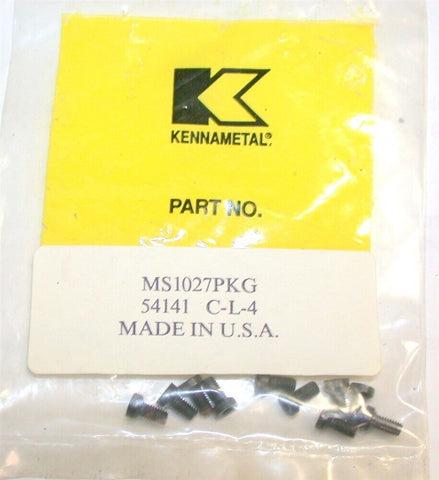 KENNAMETAL®
PART NO.
MS1027PKG
54141 C-L-4
MADE IN U.S.A.